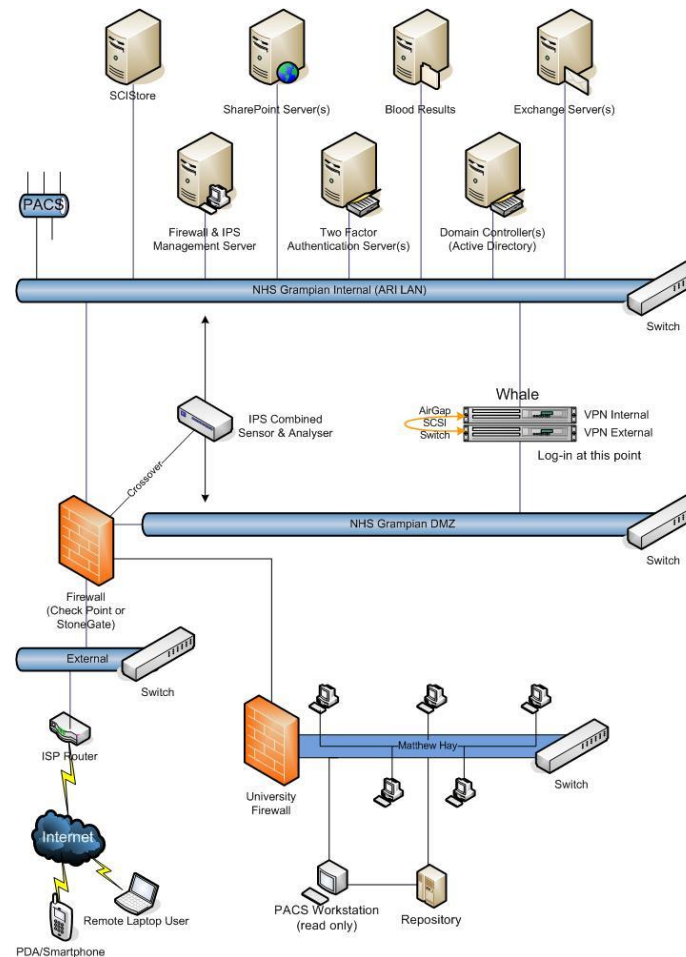 SCIStore
SharePoint Server(s)
Blood Results
Exchange Server(s)
PACS
Firewall & IPS
Management Server
Two Factor
Authentication Server(s)
Domain Controller(s)
(Active Directory)
NHS Grampian Internal (ARI LAN)
Switch
IPS Combined
Sensor & Analyser
Whale
AirGap
SCSI
Switch
VPN Internal
VPN External
Log-in at this point
Crossover
NHS Grampian DMZ
Switch
Firewall
(Check Point or
StoneGate)
External
Switch
ISP Router
University
Firewall
Matthew Hay
Switch
Internet
Remote Laptop User
PDA/Smartphone
PACS Workstation
(read only)
Repository